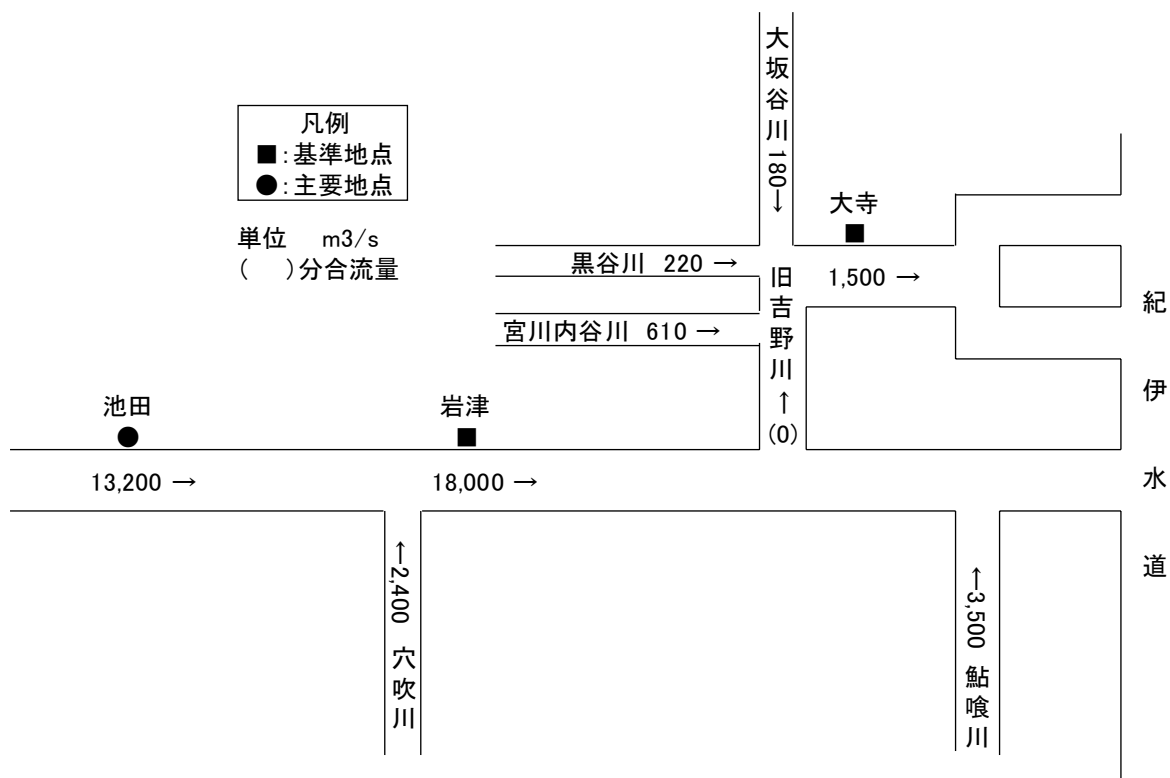 大坂谷川 180→
凡例
■：基準地点
●：主要地点
単位 m3/s
( )分合流量
大寺
黒谷川 220 →
1,500 →
旧吉野川→
(0)
宮川内谷川 610 →
紀伊水道
池田
岩津
13,200 →
18,000 →
←2,400 穴吹川
←3,500 鮎喰川